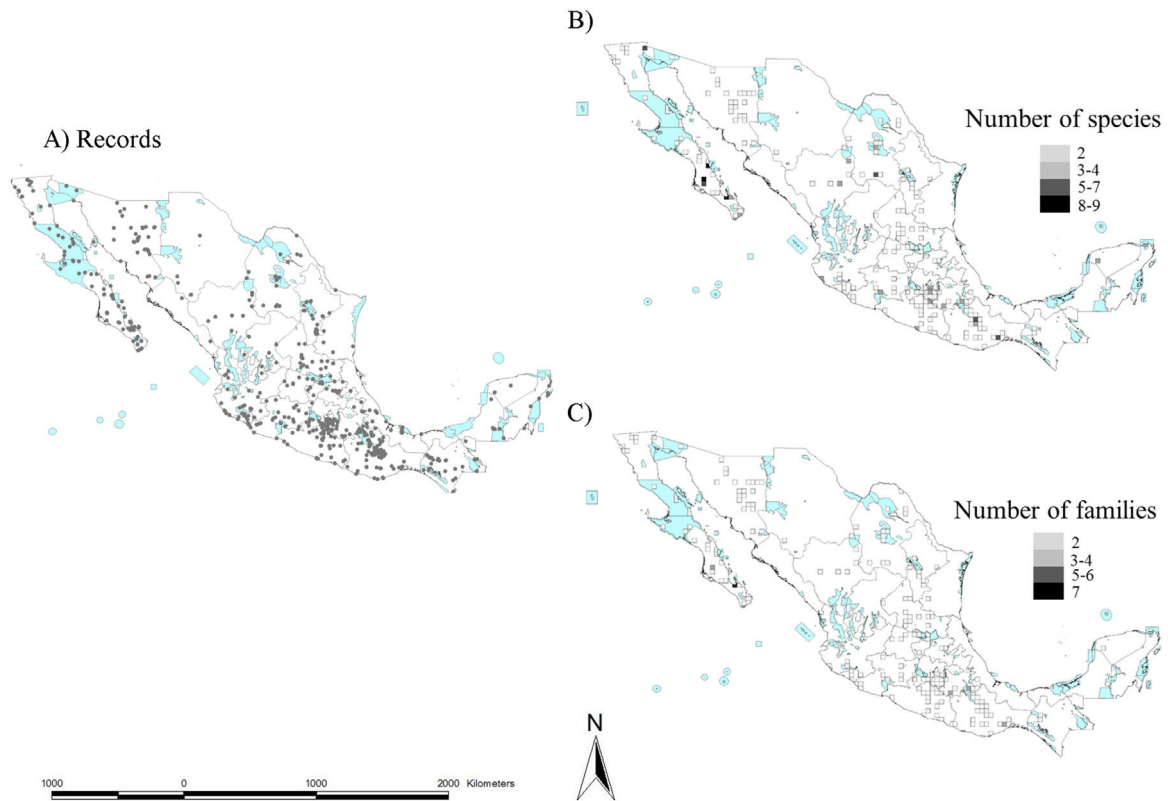 A) Records
B)
Number of species
2
3-4
5-7
8-9
C)
Number of families
2
3-4
5-6
7
N
1000 0 1000 2000 Kilometers